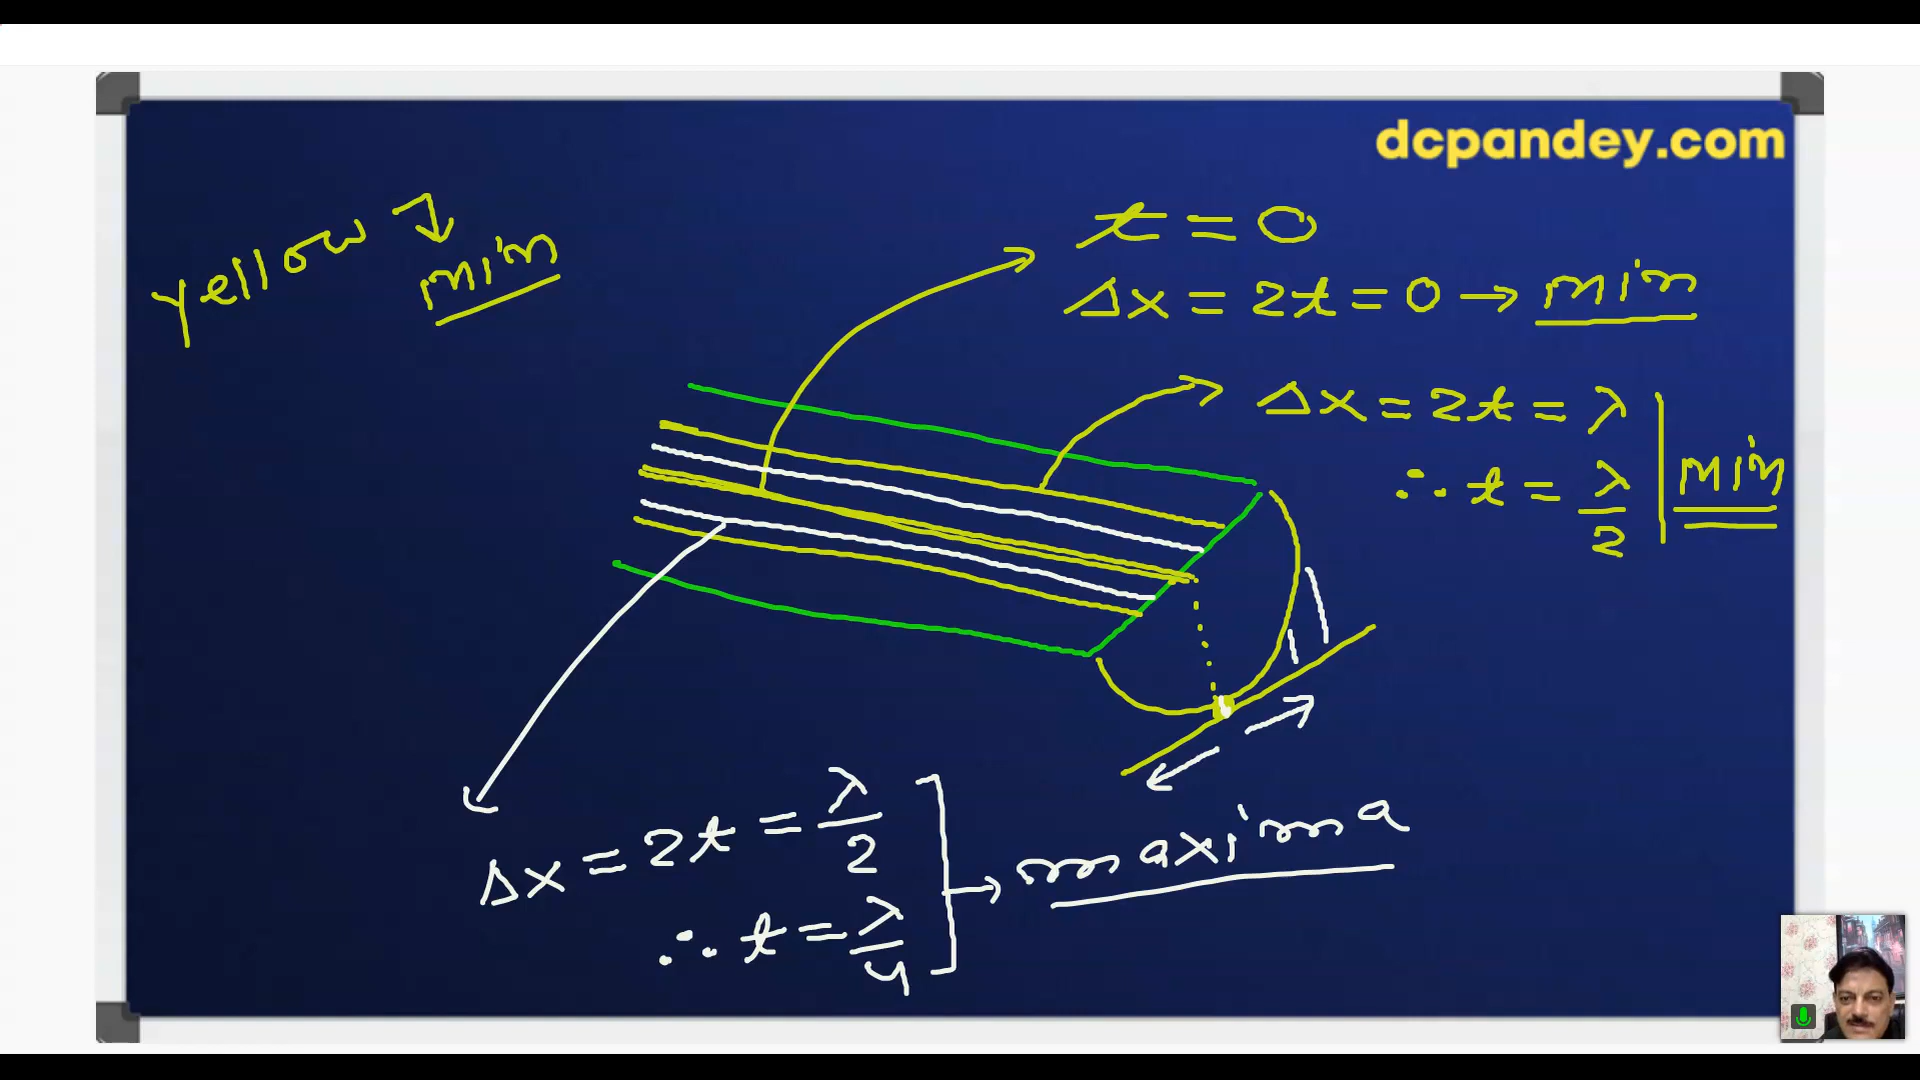 dcpandey.com
yellow → min
t = 0
Δx = 2t = 0 → min
Δx = 2t = λ
∴ t = λ/2 | min
Δx = 2t = λ/2
∴ t = λ/4
→ maxima